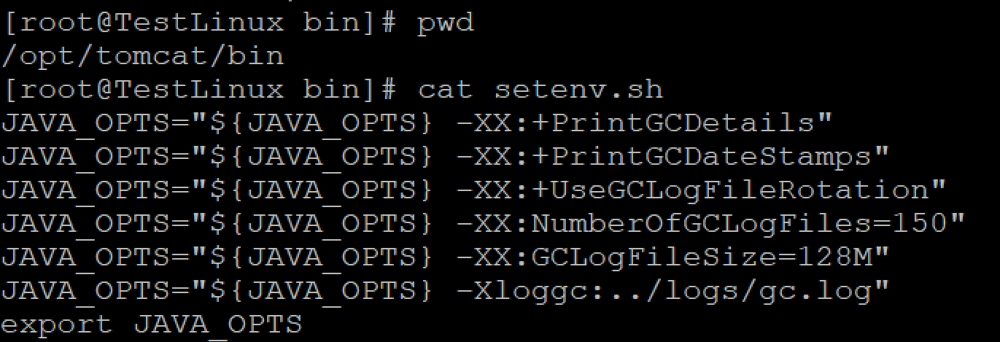 [root@TestLinux bin]# pwd
/opt/tomcat/bin
[root@TestLinux bin]# cat setenv.sh
JAVA_OPTS="${JAVA_OPTS} -XX:+PrintGCDetails"
JAVA_OPTS="${JAVA_OPTS} -XX:+PrintGCDateStamps"
JAVA_OPTS="${JAVA_OPTS} -XX:+UseGCLogFileRotation"
JAVA_OPTS="${JAVA_OPTS} -XX:NumberOfGCLogFiles=150"
JAVA_OPTS="${JAVA_OPTS} -XX:GCLogFileSize=128M"
JAVA_OPTS="${JAVA_OPTS} -Xloggc:../logs/gc.log"
export JAVA_OPTS